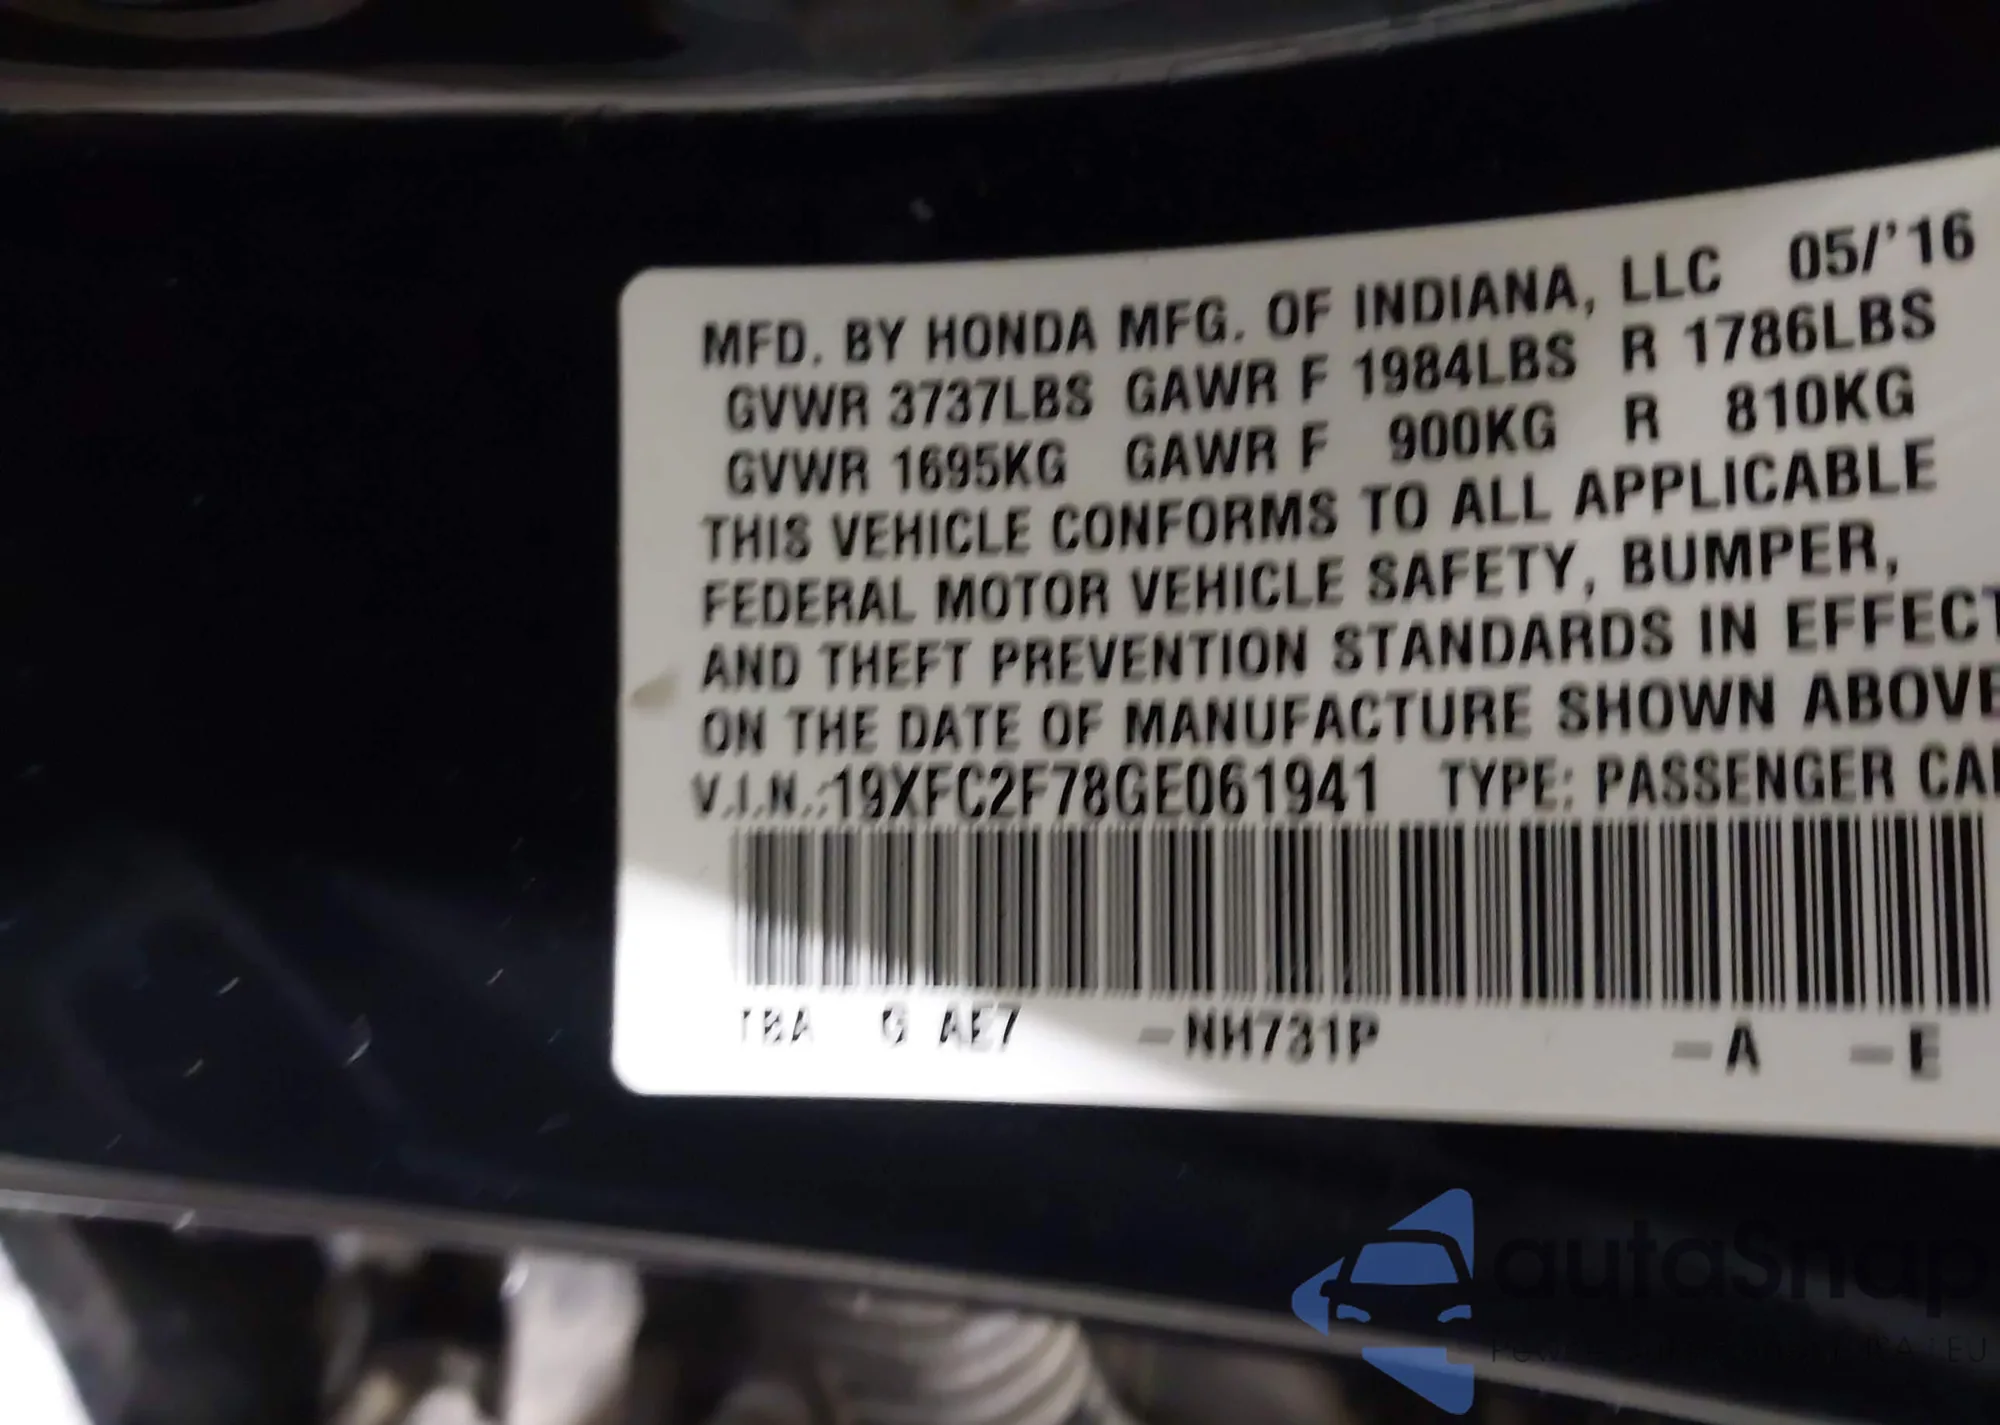 MFD. BY HONDA MFG. OF INDIANA, LLC 05/'16
GVWR 3737LBS GAWR F 1984LBS R 1786LBS
GVWR 1695KG GAWR F 900KG R 810KG
THIS VEHICLE CONFORMS TO ALL APPLICABLE
FEDERAL MOTOR VEHICLE SAFETY, BUMPER,
AND THEFT PREVENTION STANDARDS IN EFFECT
ON THE DATE OF MANUFACTURE SHOWN ABOVE
V.I.N.:19XFC2F78GE061941 TYPE: PASSENGER CA
TBA G AE7 -NH731P -A -E
autaSnap